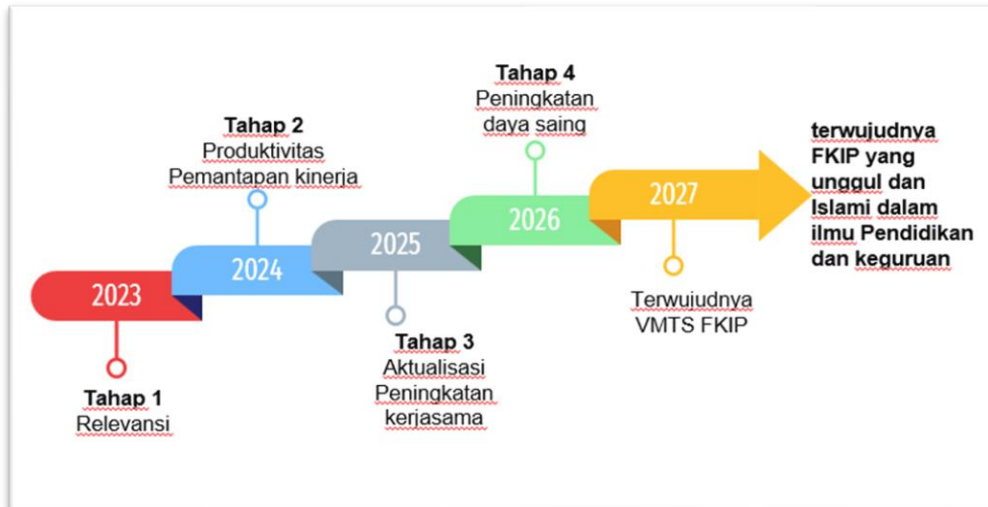 Tahap 4
Peningkatan
daya saing
Tahap 2
Produktivitas
Pemantapan kinerja
terwujudnya
FKIP yang
unggul dan
Islami dalam
ilmu Pendidikan
dan keguruan
2023
2024
2025
2026
2027
Terwujudnya
VMTS FKIP
Tahap 3
Aktualisasi
Peningkatan
kerjasama
Tahap 1
Relevansi